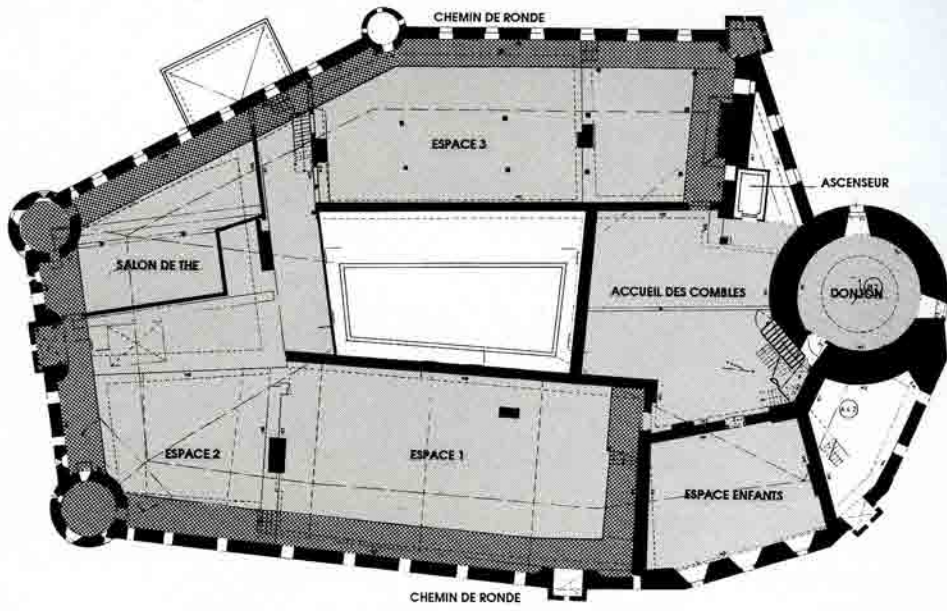 CHEMIN DE RONDE
ESPACE 3
ASCENSEUR
SALON DE THE
ACCUEIL DES COMBLES
DONJON
ESPACE 2
ESPACE 1
ESPACE ENFANTS
CHEMIN DE RONDE